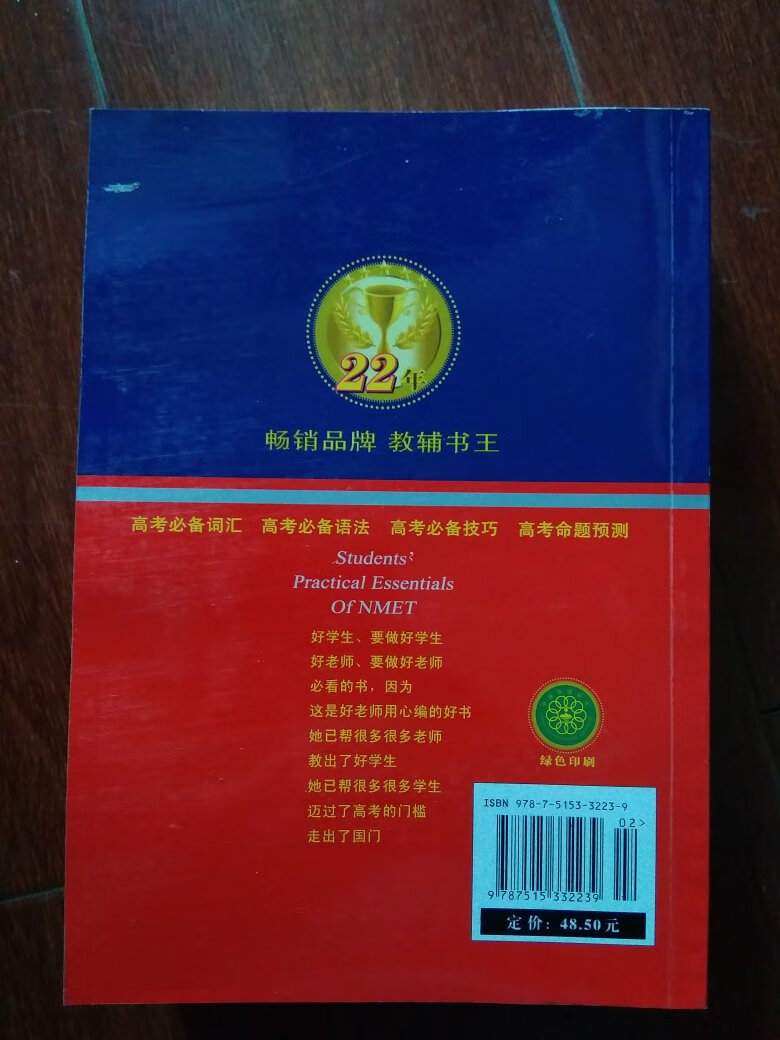 22年
畅销品牌 教辅书王
高考必备词汇 高考必备语法 高考必备技巧 高考命题预测
Students'
Practical Essentials
Of NMET
好学生、要做好学生
好老师、要做好老师
必看的书，因为
这是好老师用心编的好书
她已帮很多很多老师
教出了好学生
她已帮很多很多学生
迈过了高考的门槛
走出了国门
绿色印刷
ISBN 978-7-5153-3223-9
02>
9 787515 332239
定价：48.50元